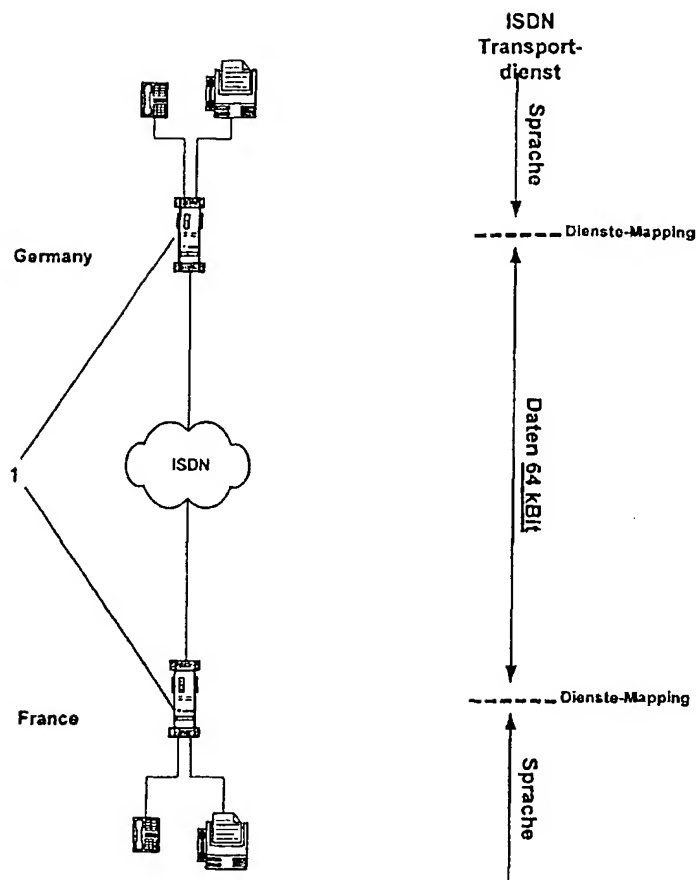 ISDN
Transport-
dienst
Sprache
Dienste-Mapping
Germany
Daten 64 kBit
1
ISDN
Dienste-Mapping
France
Sprache